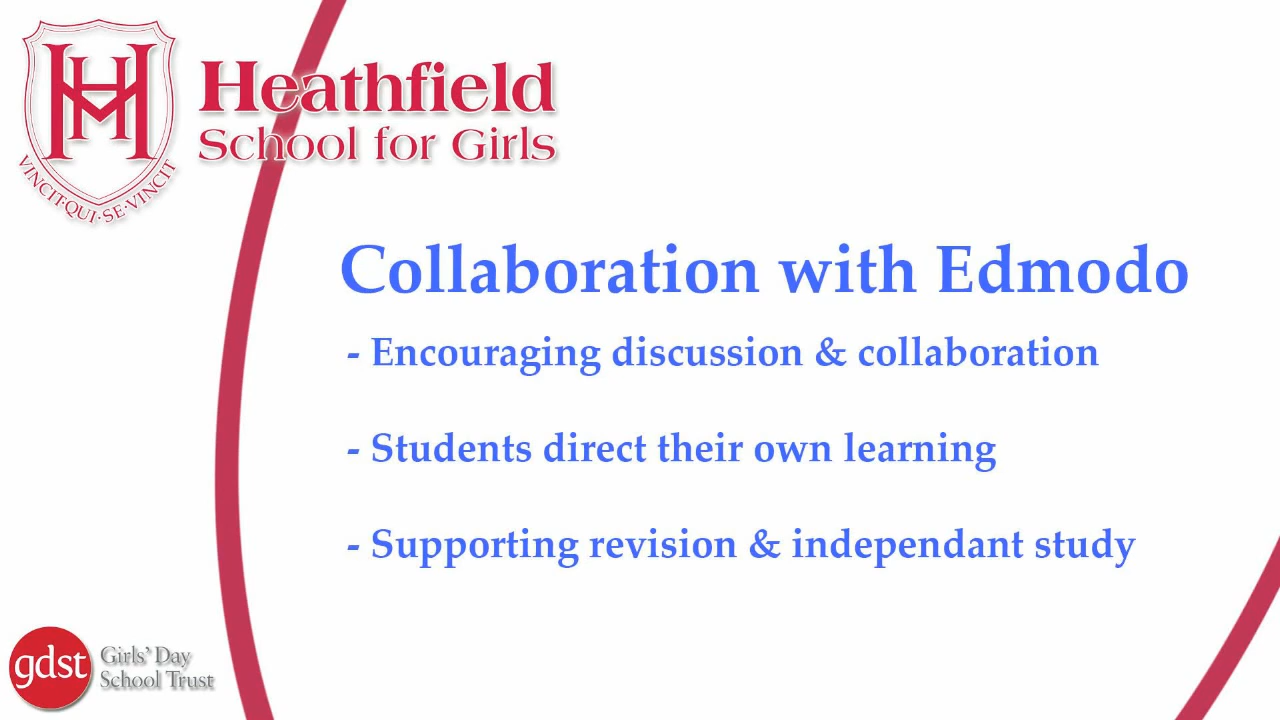 Heathfield
School for Girls
VINCIT·QUI·SE·VINCIT
Collaboration with Edmodo
- Encouraging discussion & collaboration
- Students direct their own learning
- Supporting revision & independant study
gdst
Girls' Day
School Trust